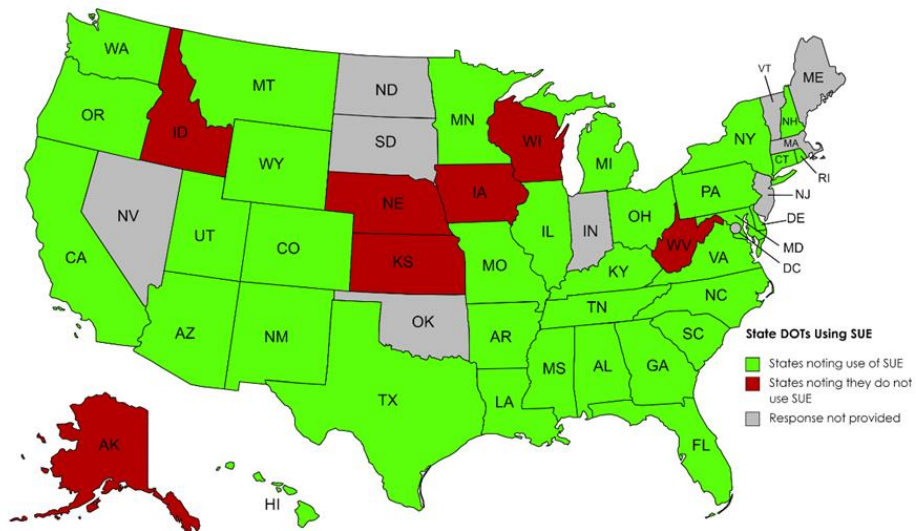 WA
MT
ND
MN
VT
ME
OR
ID
SD
WI
NY
NH
MA
WY
MI
CT
RI
NE
IA
PA
NJ
NV
UT
CO
IL
IN
OH
DE
MD
DC
CA
KS
MO
WV
VA
KY
NC
AZ
NM
OK
AR
TN
SC
MS
AL
GA
TX
LA
FL
AK
HI
State DOTs Using SUE
States noting use of SUE
States noting they do not
use SUE
Response not provided